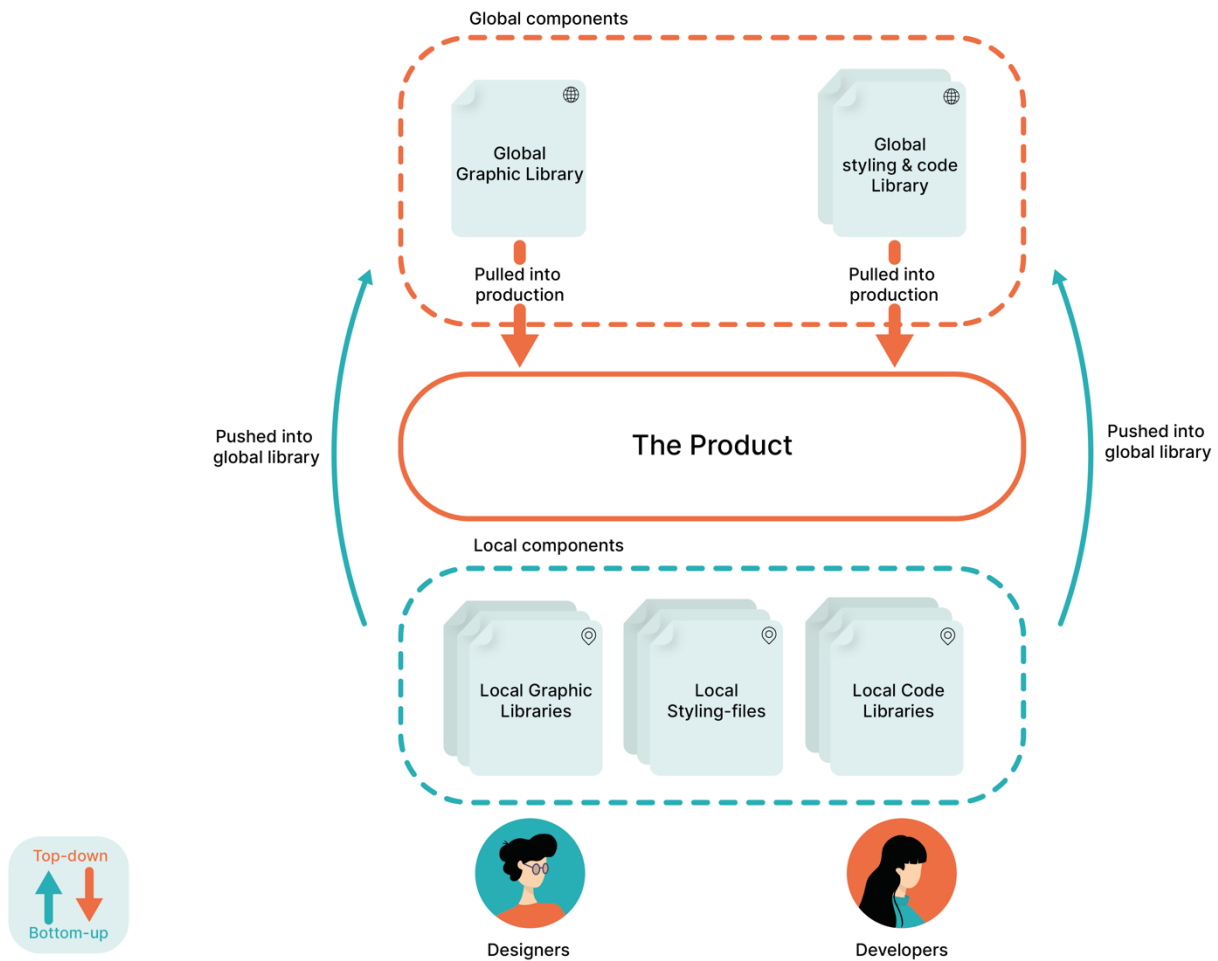 Global components
Global
Graphic Library
Global
styling & code
Library
Pulled into
production
Pulled into
production
Pushed into
global library
The Product
Pushed into
global library
Local components
Local Graphic
Libraries
Local
Styling-files
Local Code
Libraries
Top-down
Bottom-up
Designers
Developers